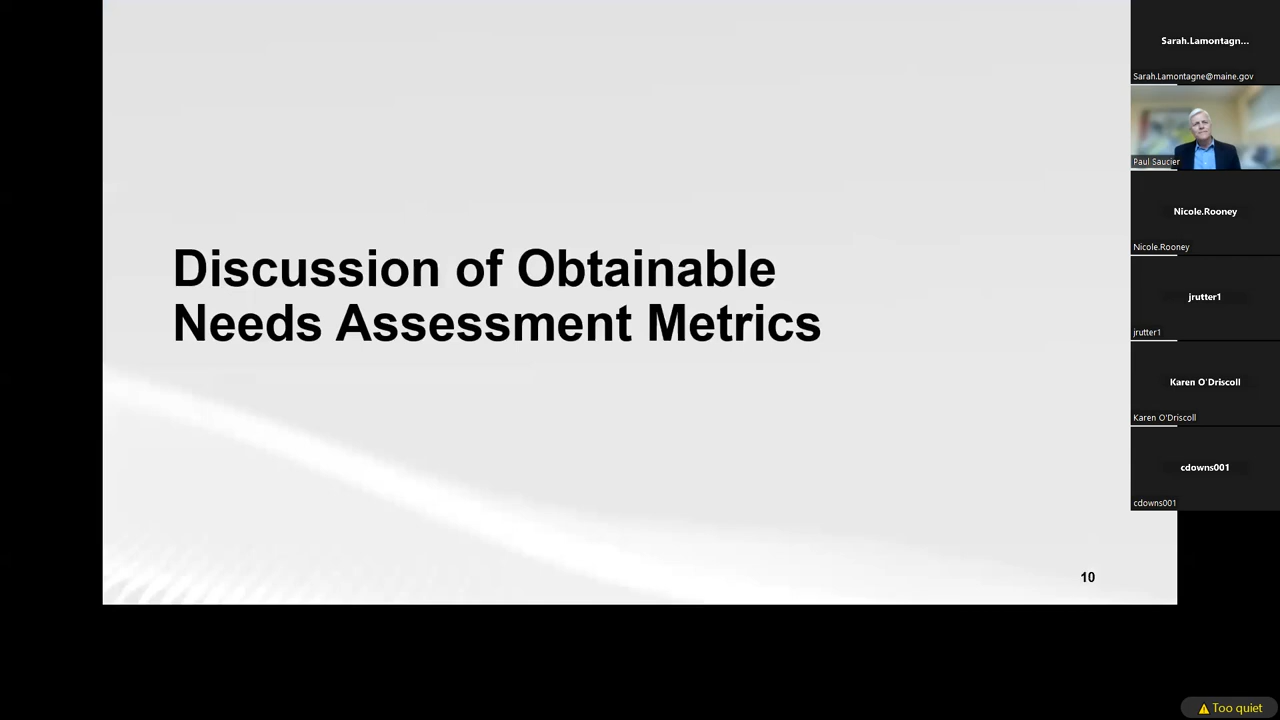 Discussion of Obtainable
Needs Assessment Metrics
10
Sarah.Lamontagn...
Sarah.Lamontagne@maine.gov
Paul Saucier
Nicole.Rooney
Nicole.Rooney
jrutter1
jrutter1
Karen O'Driscoll
Karen O'Driscoll
cdowns001
cdowns001
Too quiet